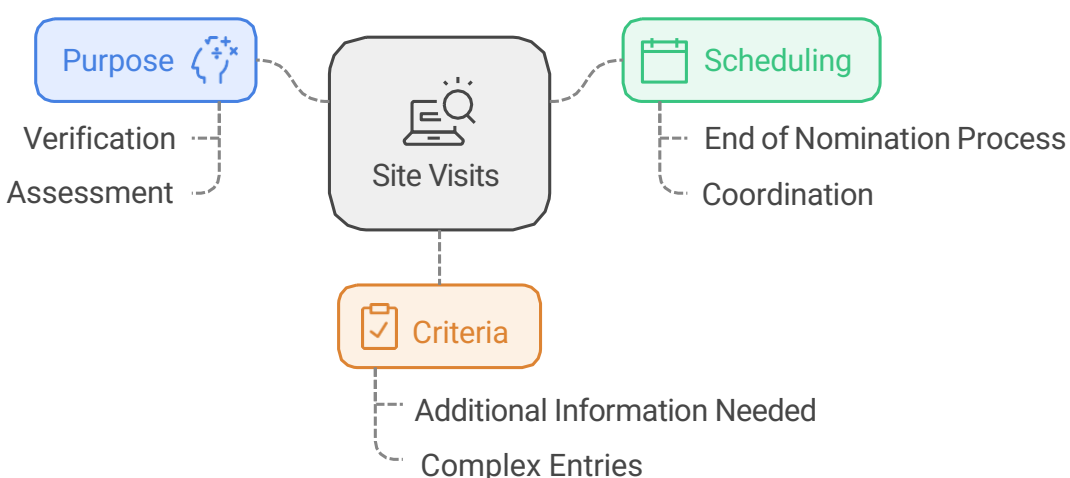 Purpose
Verification
Assessment
Site Visits
Scheduling
End of Nomination Process
Coordination
Criteria
Additional Information Needed
Complex Entries